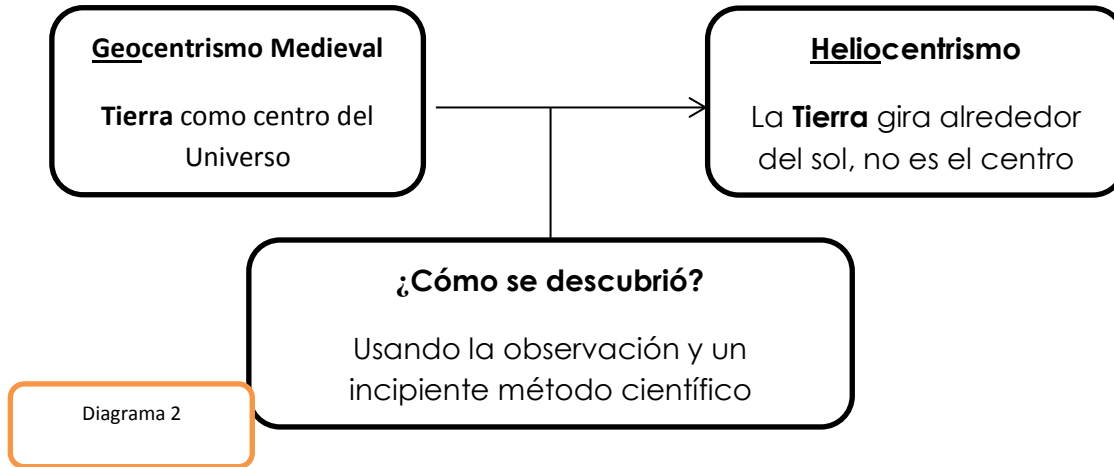 Geocentrismo Medieval
Tierra como centro del
Universo
Heliocentrismo
La Tierra gira alrededor
del sol, no es el centro
¿Cómo se descubrió?
Usando la observación y un
incipiente método científico
Diagrama 2